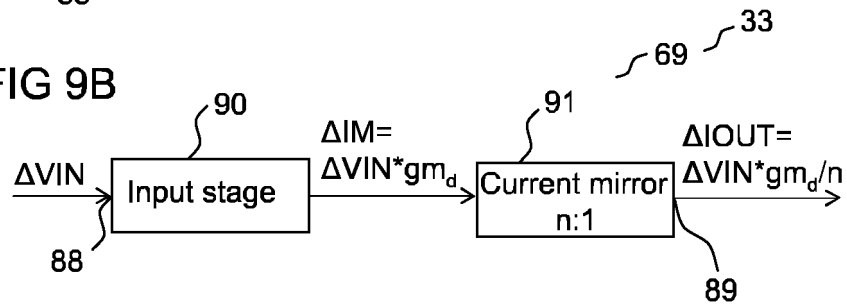 33
69
FIG 9B
90
91
ΔVIN
Input stage
ΔIM=
ΔVIN*gm_d
Current mirror
n:1
ΔIOUT=
ΔVIN*gm_d/n
88
89